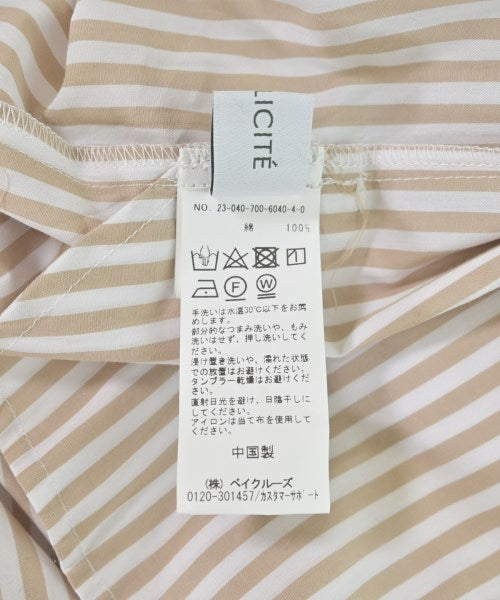 LICITÉ
NO. 23-040-700-6040-4-0
綿 100%
F W
手洗いは水温30℃以下をお薦
めします。
部分的なつまみ洗いや、もみ
洗いはせず、押し洗いしてく
ださい。
浸け置き洗いや、濡れた状態
での放置はお避けください。
タンブラー乾燥はお避けくだ
さい。
直射日光を避け、日陰干しに
してください。
アイロンは当て布を使用して
ください。
中国製
(株) ベイクルーズ
0120-301457/カスタマーサポート